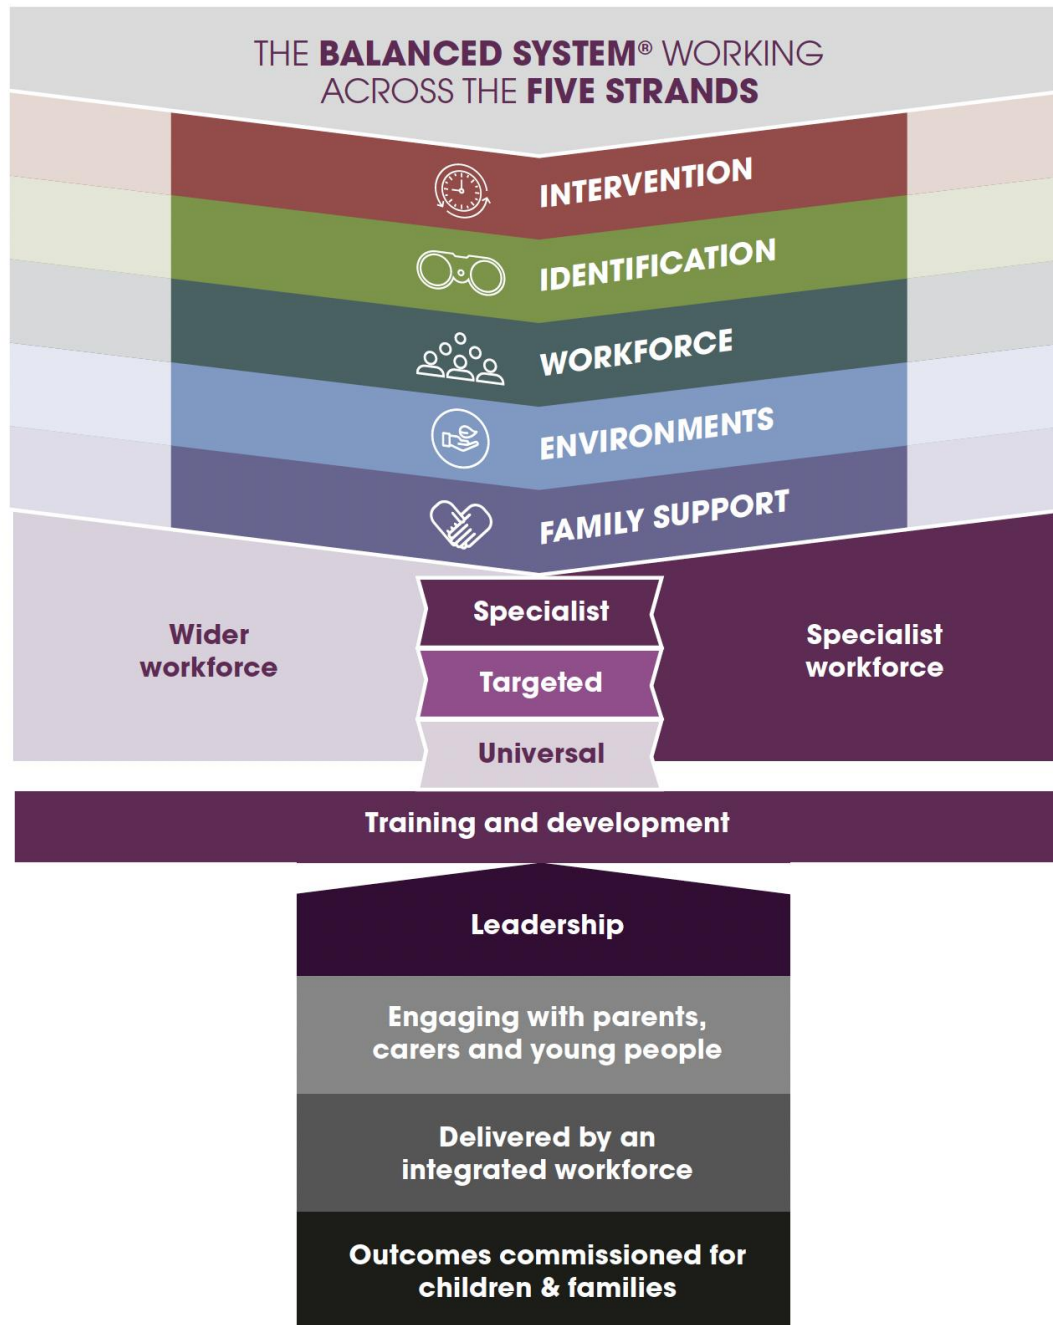 THE BALANCED SYSTEM® WORKING
ACROSS THE FIVE STRANDS
INTERVENTION
IDENTIFICATION
WORKFORCE
ENVIRONMENTS
FAMILY SUPPORT
Wider
workforce
Specialist
Targeted
Universal
Specialist
workforce
Training and development
Leadership
Engaging with parents,
carers and young people
Delivered by an
integrated workforce
Outcomes commissioned for
children & families